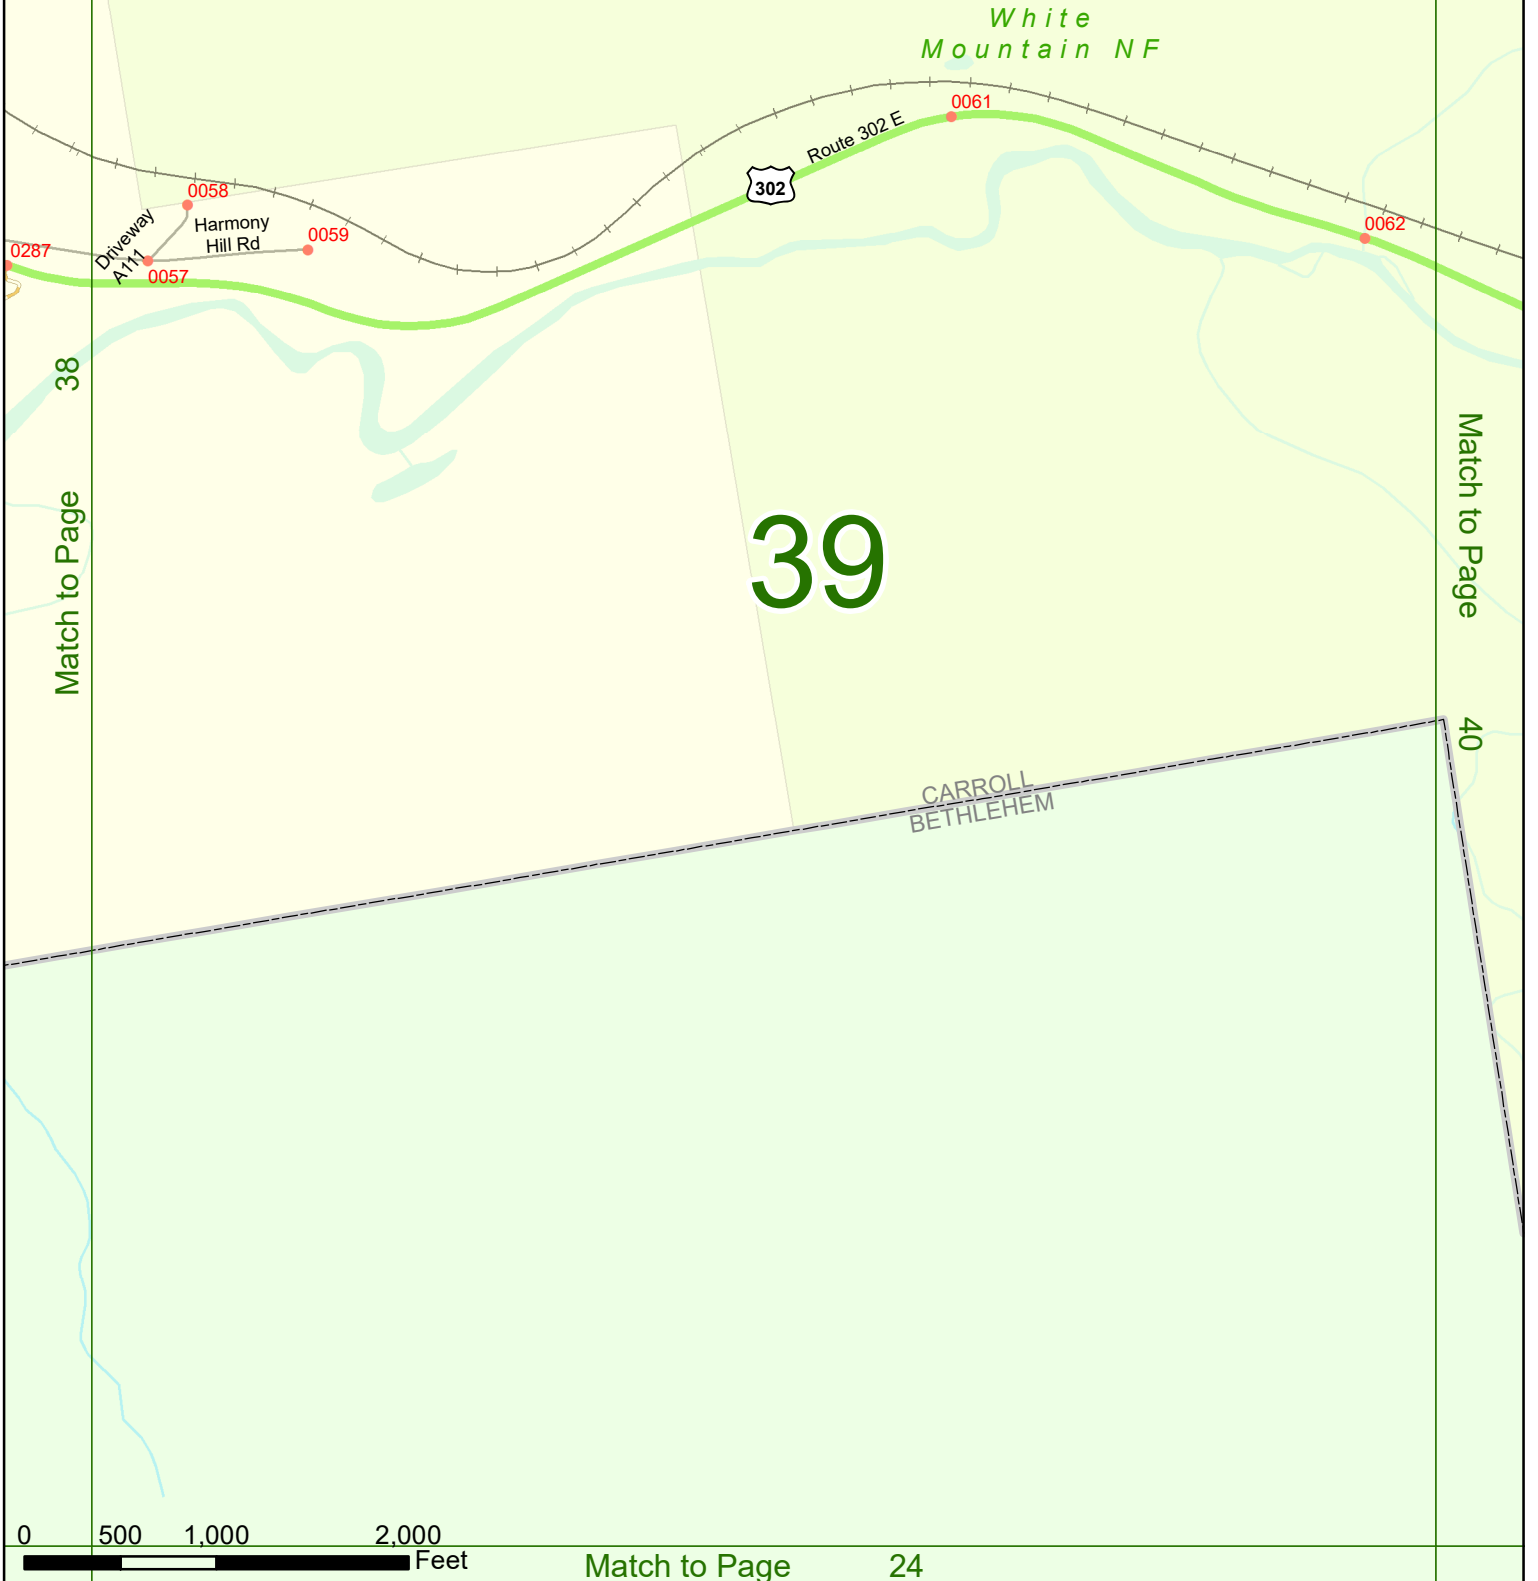 White
Mountain NF
0061
Route 302 E
302
0058
Harmony
Hill Rd
0059
Driveway
A111
0057
0287
0062
38
Match to Page
39
Match to Page
40
CARROLL
BETHLEHEM
0 500 1,000 2,000
Feet
Match to Page 24